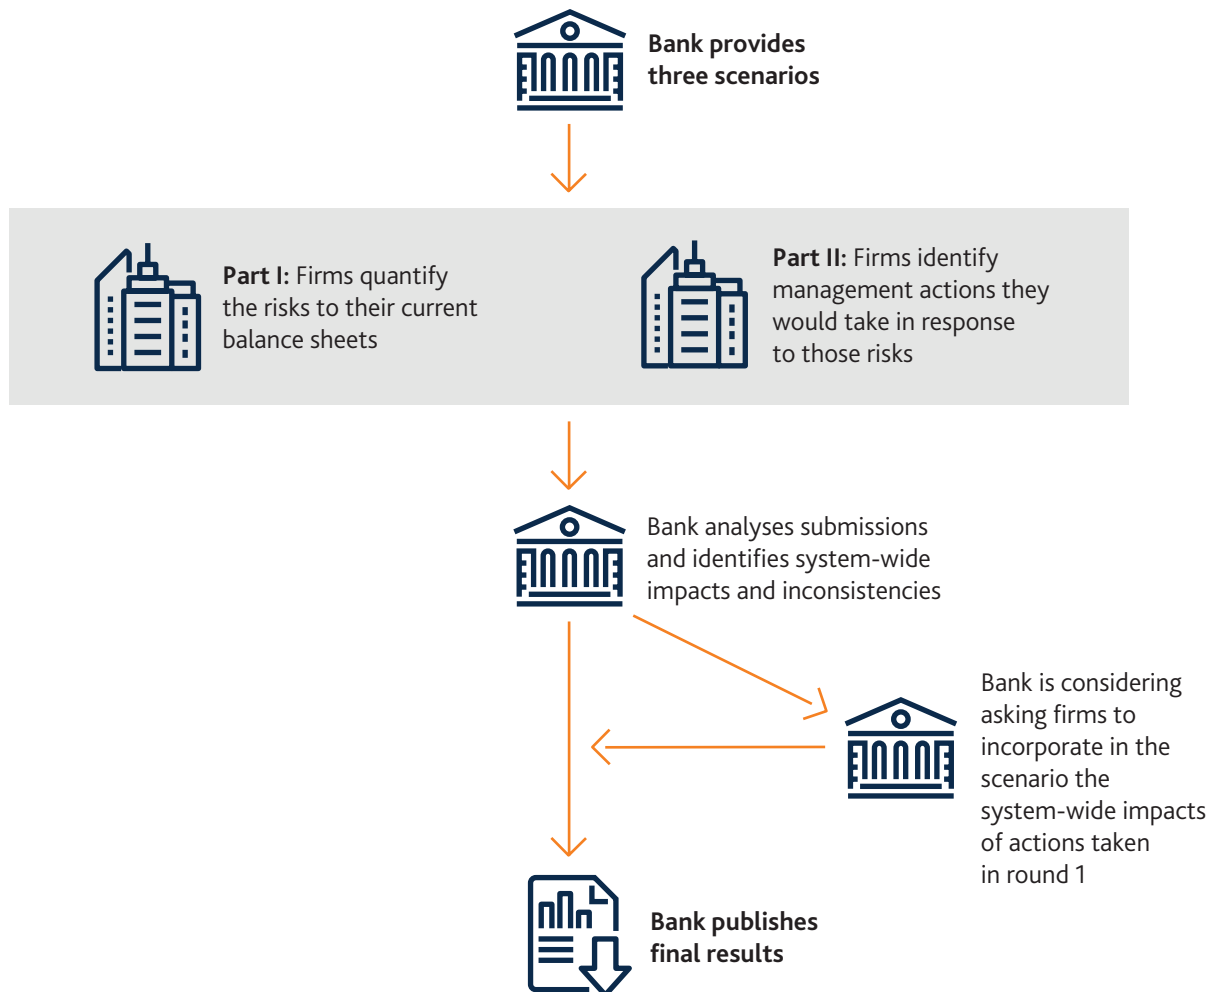 Bank provides
three scenarios
Part I: Firms quantify
the risks to their current
balance sheets
Part II: Firms identify
management actions they
would take in response
to those risks
Bank analyses submissions
and identifies system-wide
impacts and inconsistencies
Bank is considering
asking firms to
incorporate in the
scenario the
system-wide impacts
of actions taken
in round 1
Bank publishes
final results